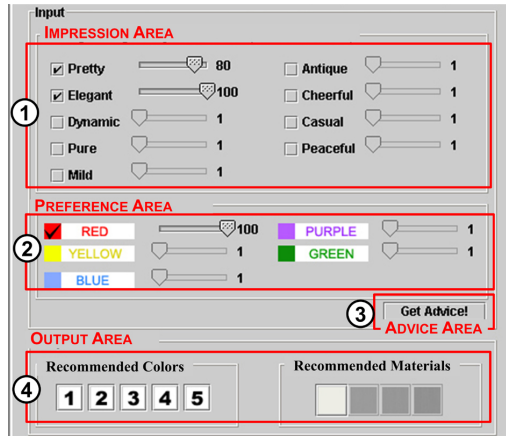 Input
IMPRESSION AREA
Pretty 80 Antique 1
Elegant 100 Cheerful 1
Dynamic 1 Casual 1
Pure 1 Peaceful 1
Mild 1
1
PREFERENCE AREA
RED 100 PURPLE 1
YELLOW 1 GREEN 1
BLUE 1
2
3 Get Advice!
ADVICE AREA
OUTPUT AREA
Recommended Colors Recommended Materials
4 1 2 3 4 5